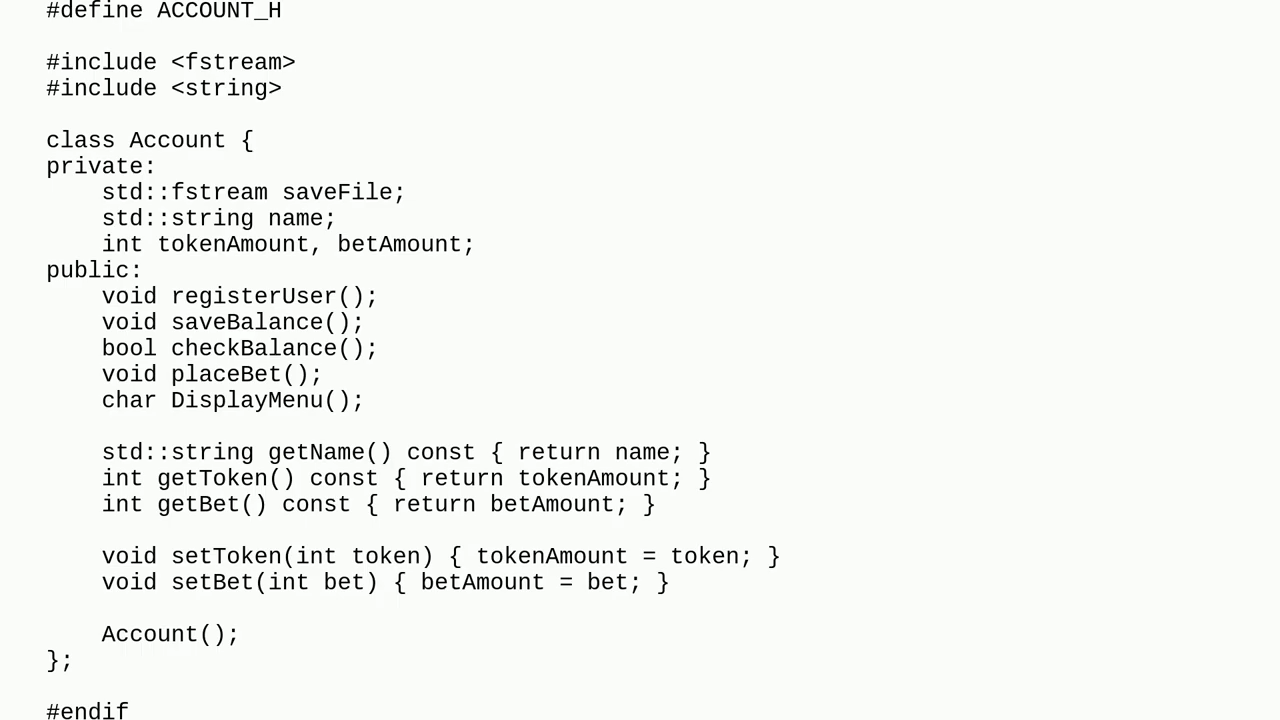 #define ACCOUNT_H
#include <fstream>
#include <string>
class Account {
private:
    std::fstream saveFile;
    std::string name;
    int tokenAmount, betAmount;
public:
    void registerUser();
    void saveBalance();
    bool checkBalance();
    void placeBet();
    char DisplayMenu();
    std::string getName() const { return name; }
    int getToken() const { return tokenAmount; }
    int getBet() const { return betAmount; }
    void setToken(int token) { tokenAmount = token; }
    void setBet(int bet) { betAmount = bet; }
    Account();
};
#endif